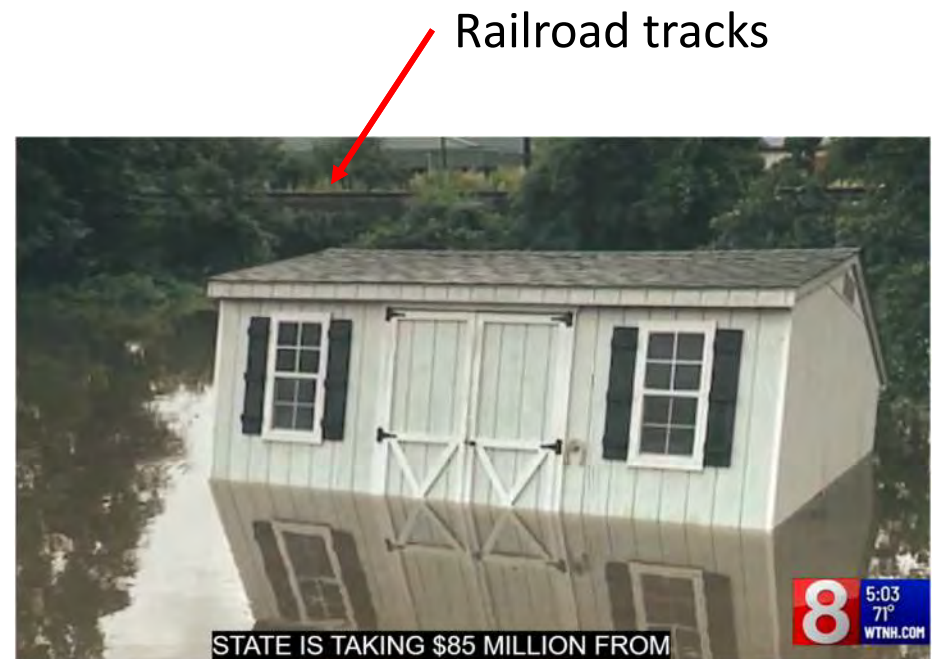 Railroad tracks
8
5:03
71°
WTNH.COM
STATE IS TAKING $85 MILLION FROM